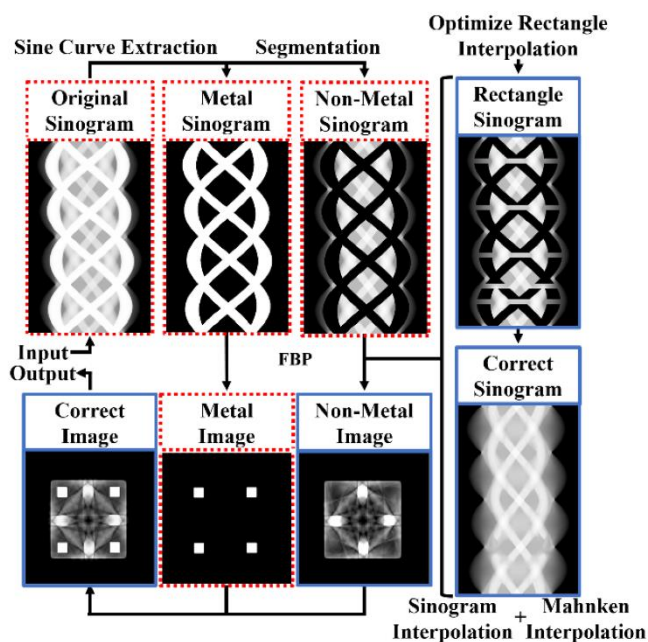 Sine Curve Extraction
Segmentation
Optimize Rectangle
Interpolation
Original
Sinogram
Metal
Sinogram
Non-Metal
Sinogram
Rectangle
Sinogram
Input
Output
FBP
Correct
Image
Metal
Image
Non-Metal
Image
Correct
Sinogram
Sinogram
Interpolation
+
Mahnken
Interpolation